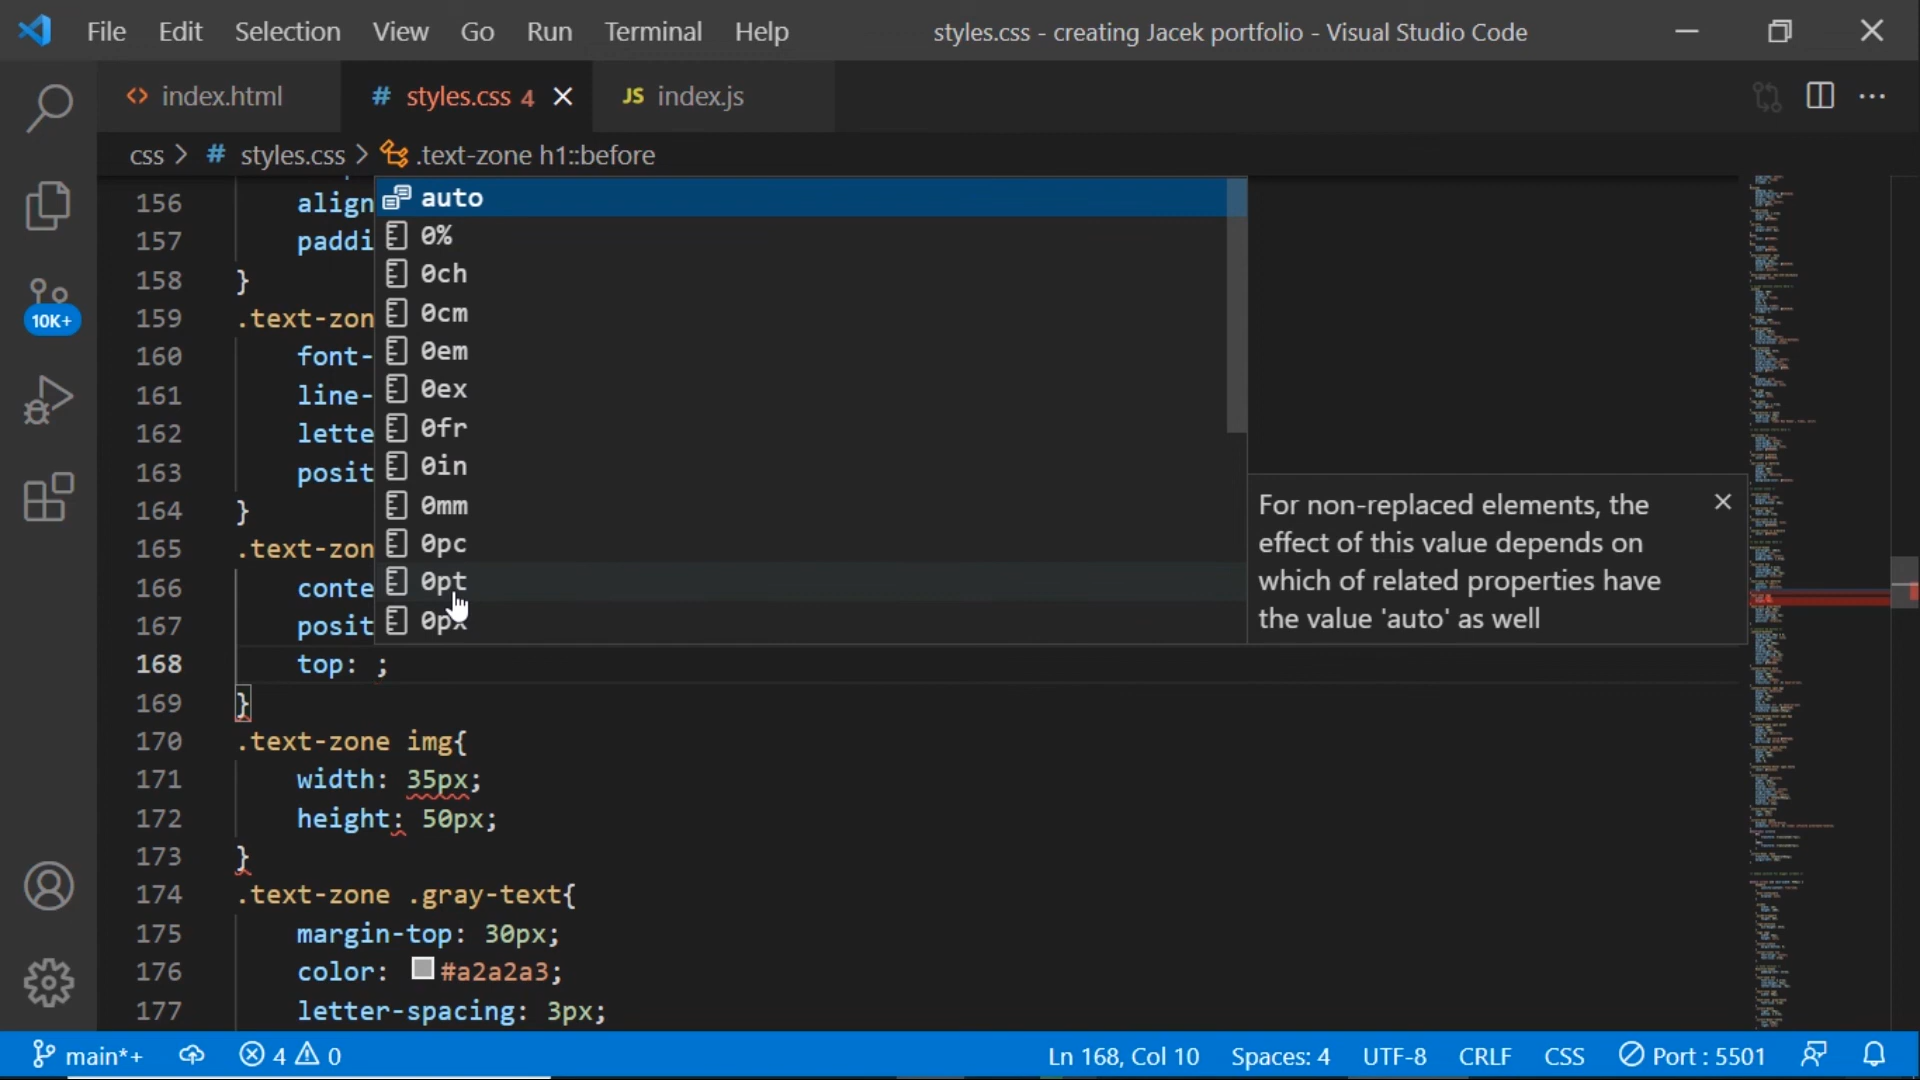 File Edit Selection View Go Run Terminal Help styles.css - creating Jacek portfolio - Visual Studio Code
index.html # styles.css 4 JS index.js
css > # styles.css > .text-zone h1::before
156 align
157 paddi
158 }
159 .text-zon
160 font-
161 line-
162 lette
163 posit
164 }
165 .text-zon
166 conte
167 posit
168 top: ;
169 }
170 .text-zone img{
171 width: 35px;
172 height: 50px;
173 }
174 .text-zone .gray-text{
175 margin-top: 30px;
176 color: #a2a2a3;
177 letter-spacing: 3px;
auto
0%
0ch
0cm
0em
0ex
0fr
0in
0mm
0pc
0pt
0px
For non-replaced elements, the
effect of this value depends on
which of related properties have
the value 'auto' as well
10K+
main*+ 4 0 Ln 168, Col 10 Spaces: 4 UTF-8 CRLF CSS Port : 5501